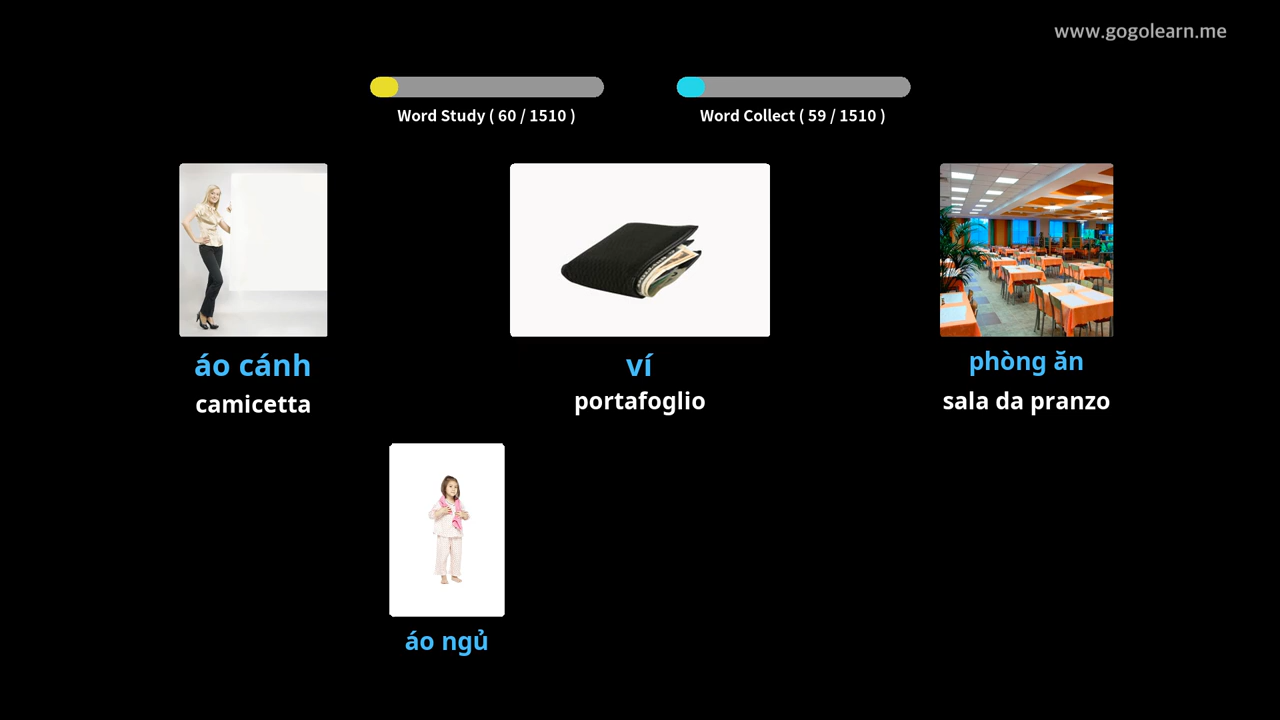 www.gogolearn.me
Word Study ( 60 / 1510 )
Word Collect ( 59 / 1510 )
áo cánh
ví
phòng ăn
camicetta
portafoglio
sala da pranzo
áo ngủ